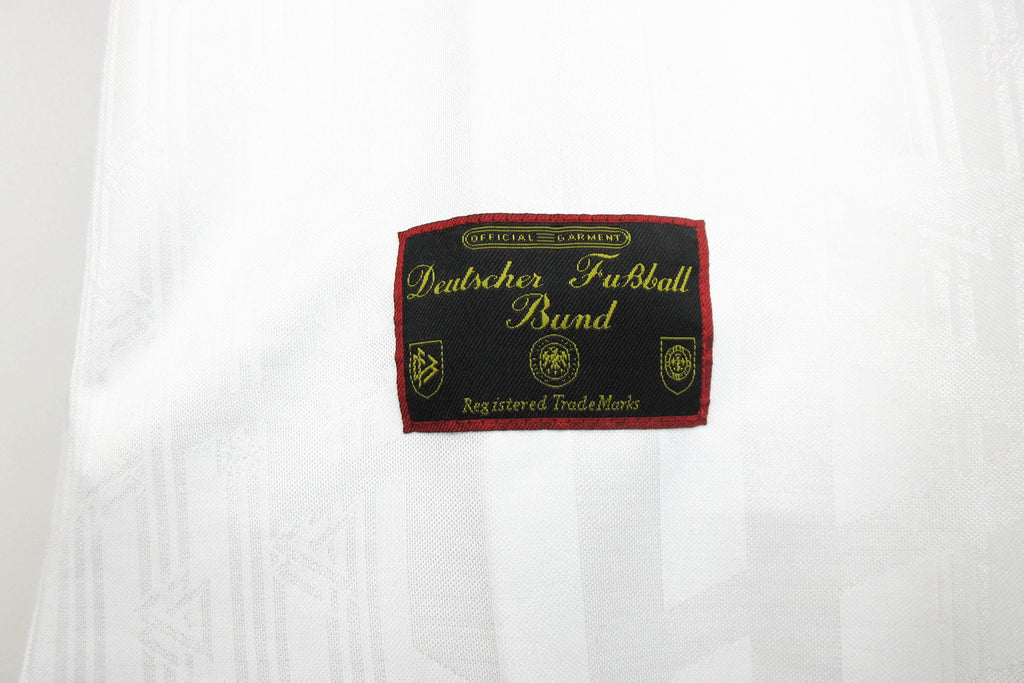 OFFICIAL GARMENT
Deutscher Fußball
Bund
Registered TradeMarks